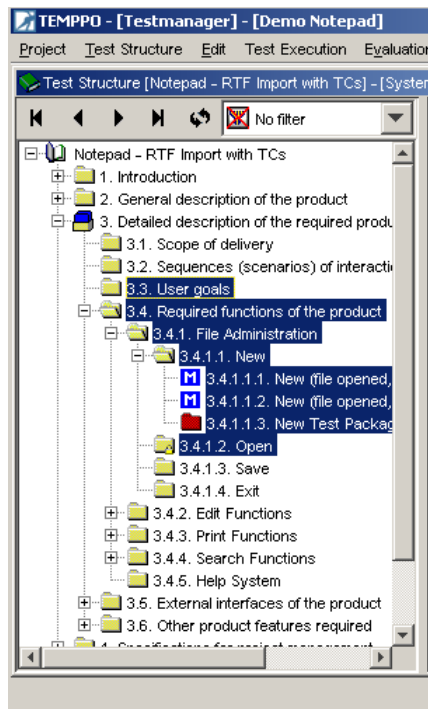 TEMPPO - [Testmanager] - [Demo Notepad]
Project Test Structure Edit Test Execution Evaluation
Test Structure [Notepad - RTF Import with TCs] - [System
No filter
Notepad - RTF Import with TCs
1. Introduction
2. General description of the product
3. Detailed description of the required produ
3.1. Scope of delivery
3.2. Sequences (scenarios) of interacti
3.3. User goals
3.4. Required functions of the product
3.4.1. File Administration
3.4.1.1. New
M 3.4.1.1.1. New (file opened,
M 3.4.1.1.2. New (file opened,
3.4.1.1.3. New Test Packag
3.4.1.2. Open
3.4.1.3. Save
3.4.1.4. Exit
3.4.2. Edit Functions
3.4.3. Print Functions
3.4.4. Search Functions
3.4.5. Help System
3.5. External interfaces of the product
3.6. Other product features required
4. Specifications for project management